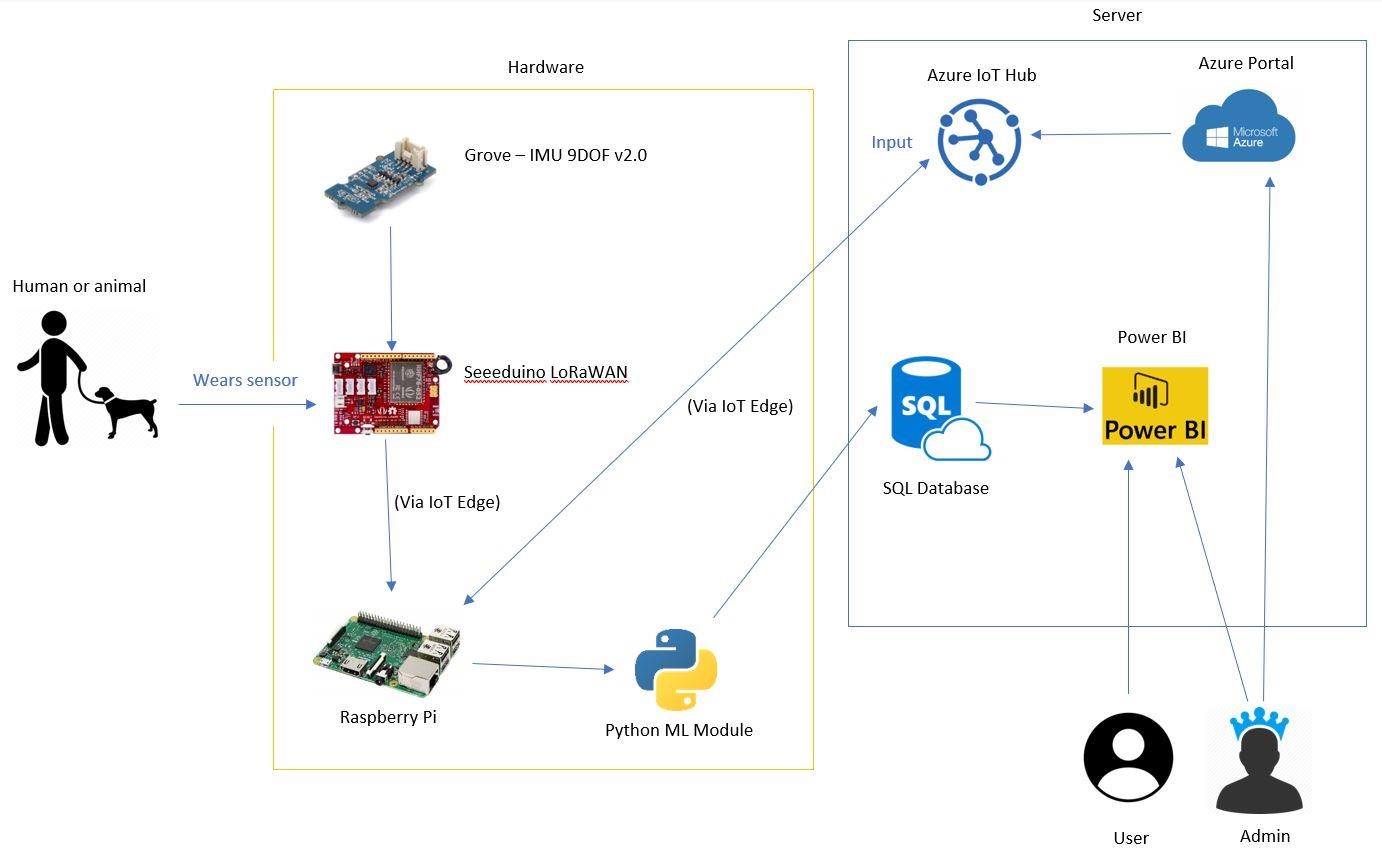 Server
Hardware
Azure IoT Hub
Azure Portal
Input
Microsoft
Azure
Grove – IMU 9DOF v2.0
Human or animal
Wears sensor
Seeeduino LoRaWAN
(Via IoT Edge)
(Via IoT Edge)
Power BI
Power BI
SQL
SQL Database
Raspberry Pi
Python ML Module
User
Admin